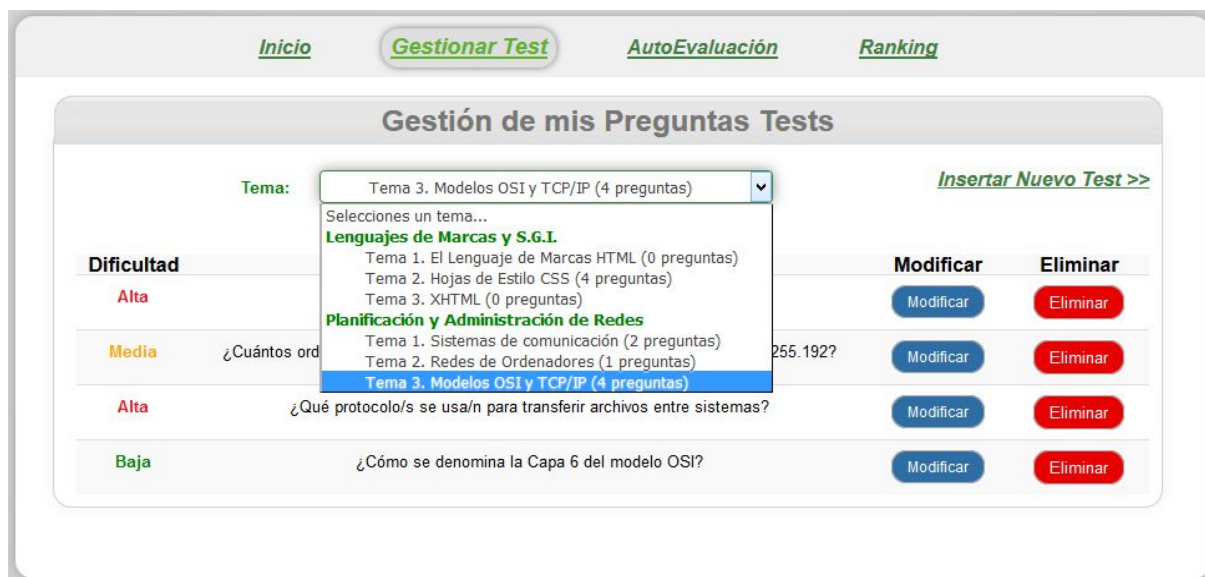 Inicio Gestionar Test AutoEvaluación Ranking
Gestión de mis Preguntas Tests
Tema: Tema 3. Modelos OSI y TCP/IP (4 preguntas) Insertar Nuevo Test >>
Selecciones un tema...
Lenguajes de Marcas y S.G.I.
Tema 1. El Lenguaje de Marcas HTML (0 preguntas)
Tema 2. Hojas de Estilo CSS (4 preguntas)
Tema 3. XHTML (0 preguntas)
Planificación y Administración de Redes
Tema 1. Sistemas de comunicación (2 preguntas)
Tema 2. Redes de Ordenadores (1 preguntas)
Tema 3. Modelos OSI y TCP/IP (4 preguntas)
Dificultad Modificar Eliminar
Alta Modificar Eliminar
Media ¿Cuántos ord 255.192? Modificar Eliminar
Alta ¿Qué protocolo/s se usa/n para transferir archivos entre sistemas? Modificar Eliminar
Baja ¿Cómo se denomina la Capa 6 del modelo OSI? Modificar Eliminar